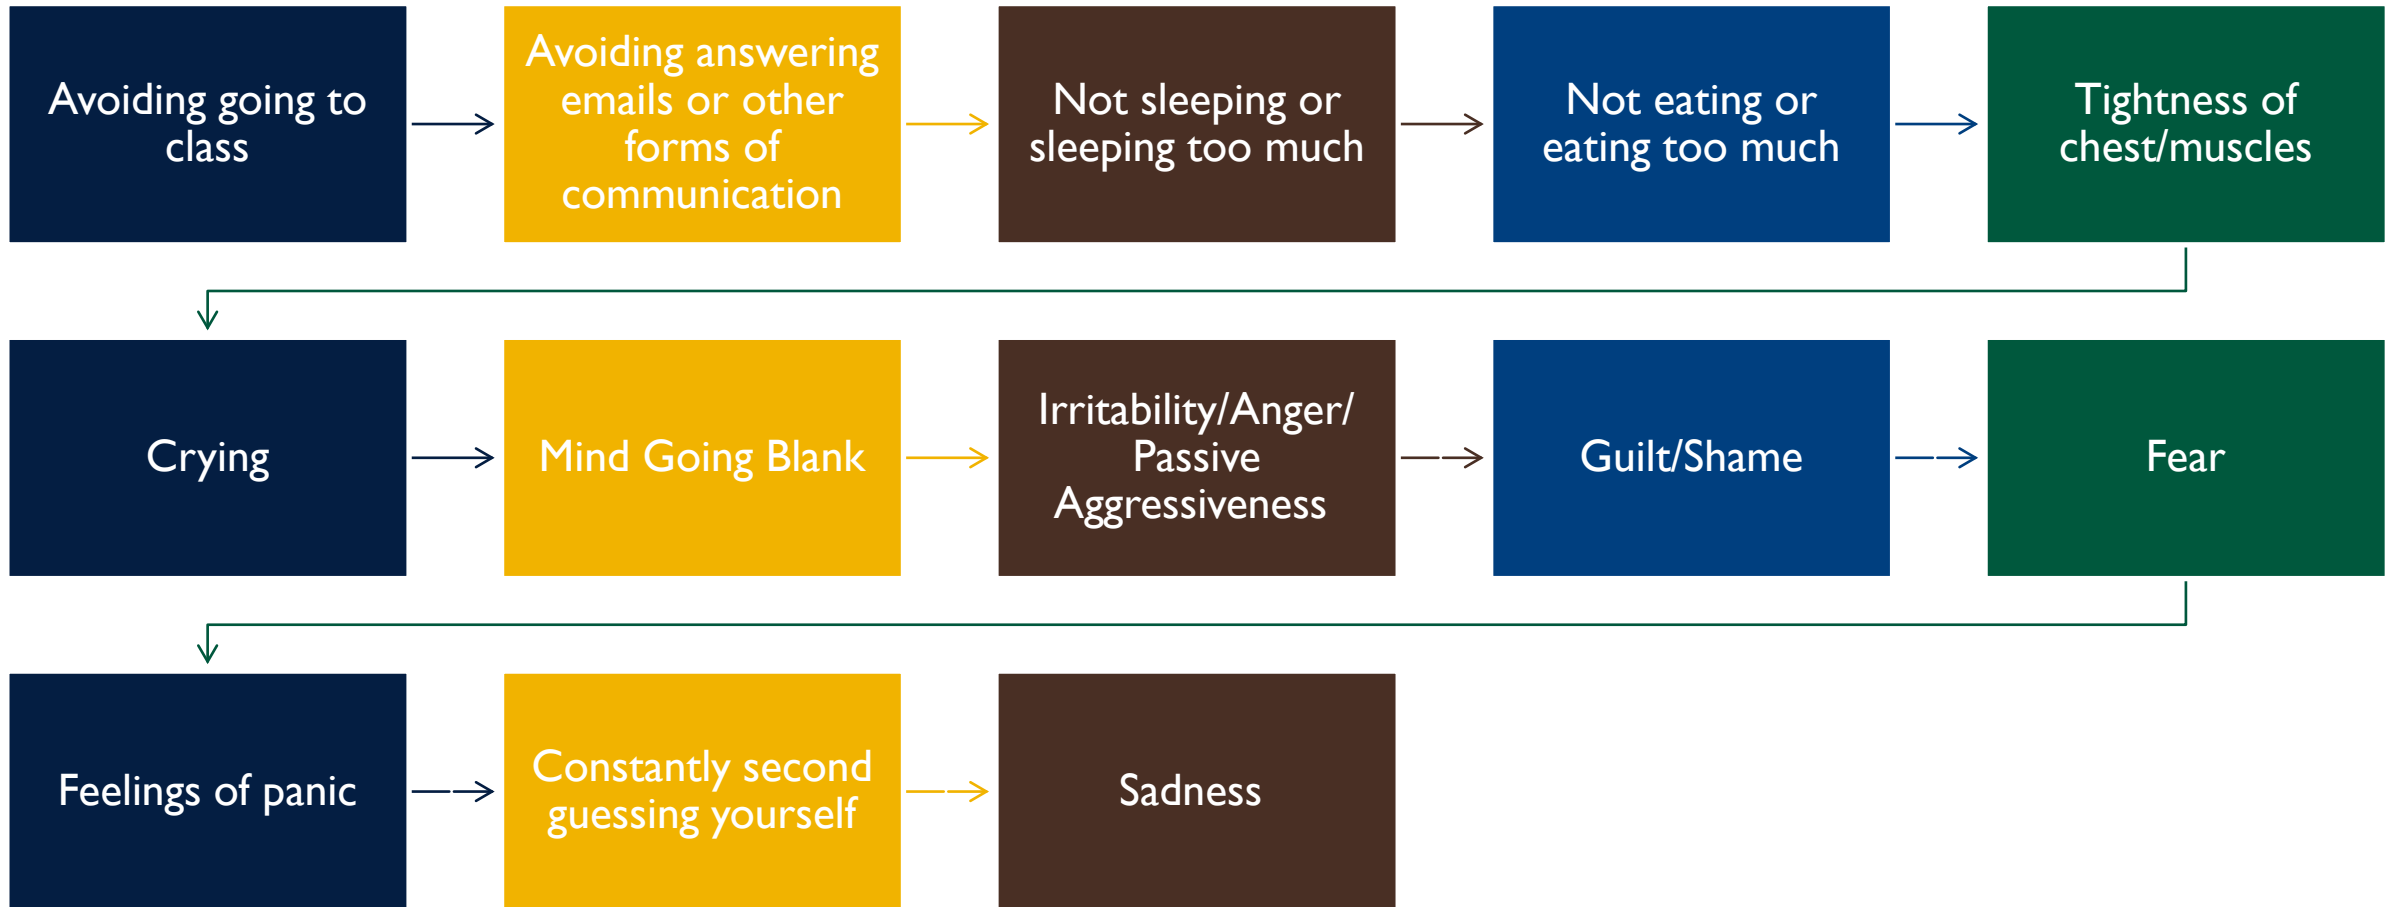 Avoiding going to
class
Avoiding answering
emails or other
forms of
communication
Not sleeping or
sleeping too much
Not eating or
eating too much
Tightness of
chest/muscles
Crying
Mind Going Blank
Irritability/Anger/
Passive
Aggressiveness
Guilt/Shame
Fear
Feelings of panic
Constantly second
guessing yourself
Sadness